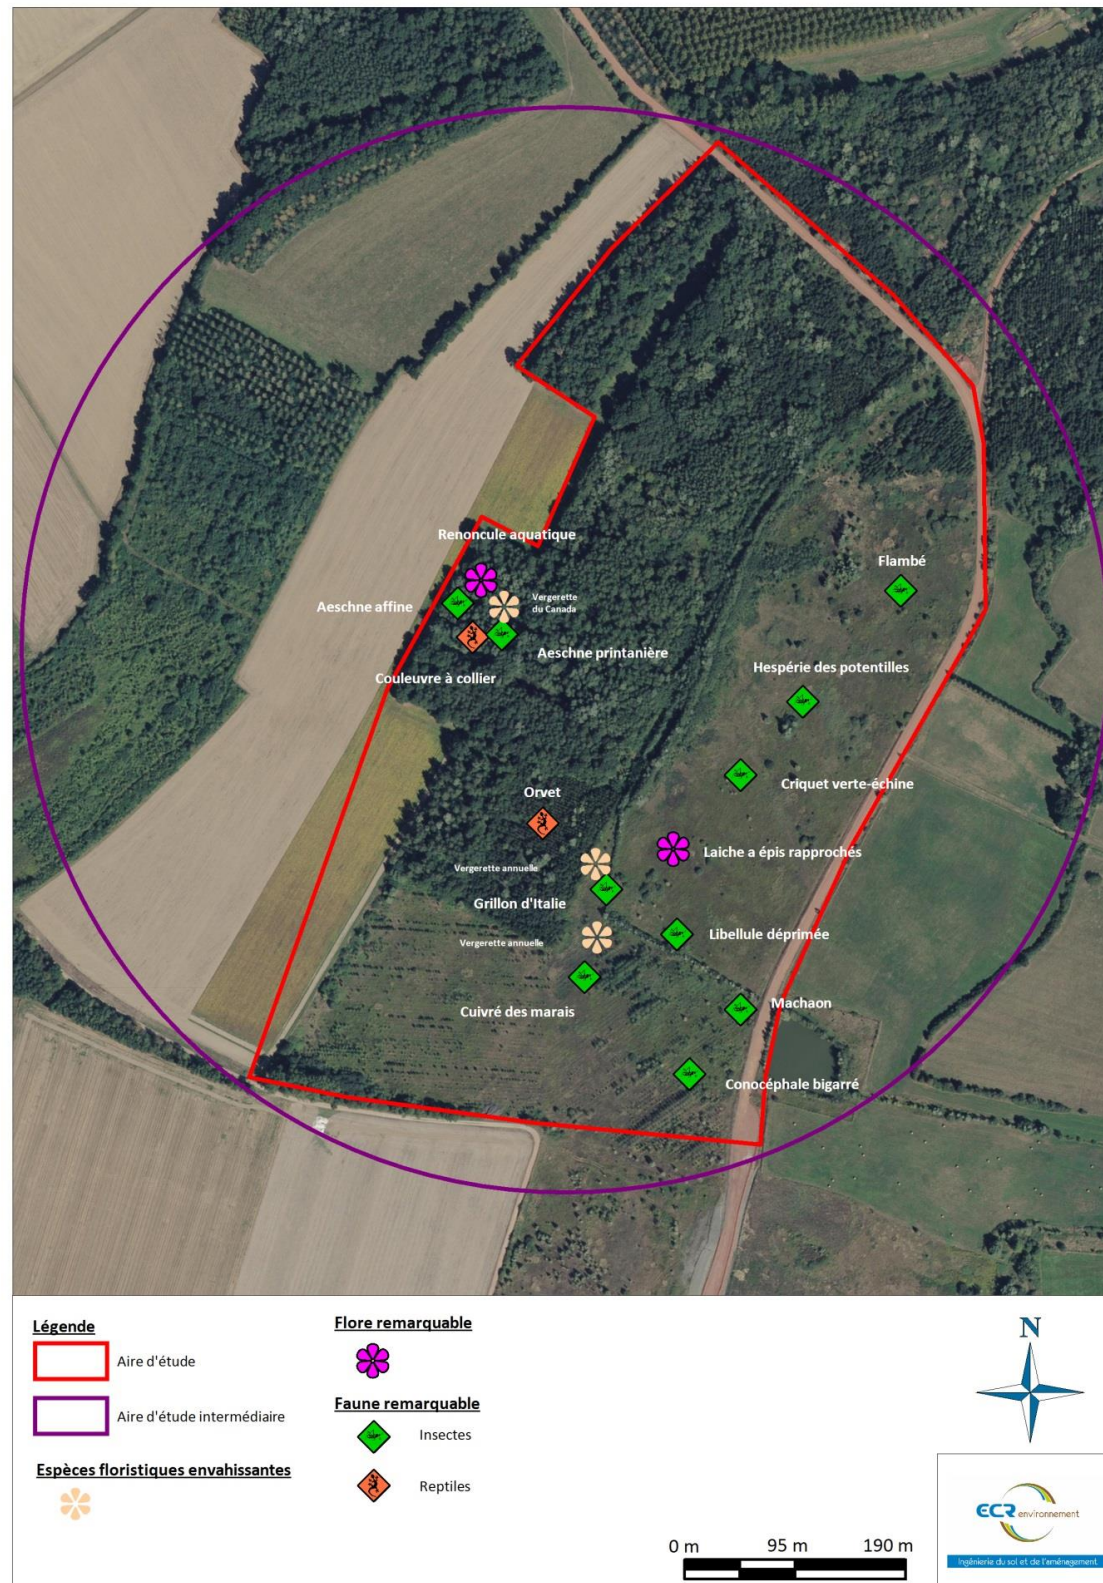 Renoncule aquatique
Flambé
Aeschne affine
Vergerette
du Canada
Aeschne printanière
Hespérie des potentilles
Couleuvre à collier
Criquet verte-échine
Orvet
Laiche a épis rapprochés
Vergerette annuelle
Grillon d'Italie
Libellule déprimée
Vergerette annuelle
Cuivré des marais
Machaon
Conocéphale bigarré
Légende
Aire d'étude
Aire d'étude intermédiaire
Espèces floristiques envahissantes
Flore remarquable
Faune remarquable
Insectes
Reptiles
N
0 m 95 m 190 m
ECR environnement
Ingénierie du sol et de l'aménagement